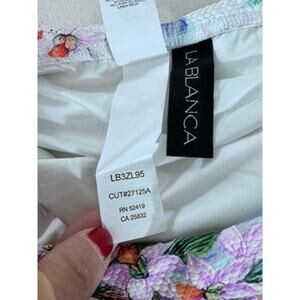 LA BLANCA
LB3ZL95
CUT#27125A
RN 52419
CA 25832